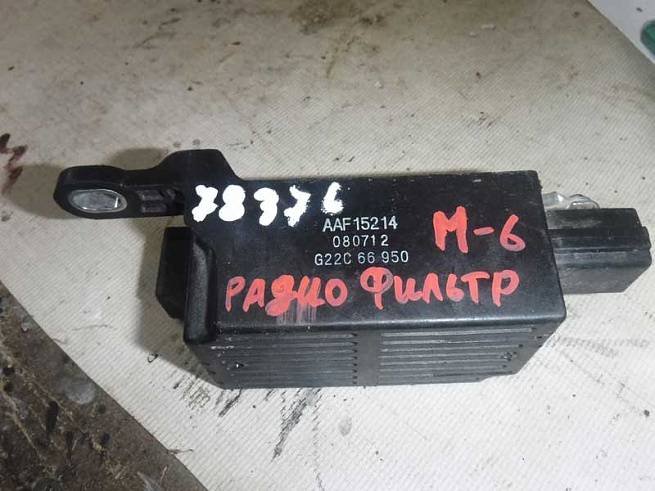 78376
AAF15214
080712
G22C 66 950
М-6
РАДИО ФИЛЬТР